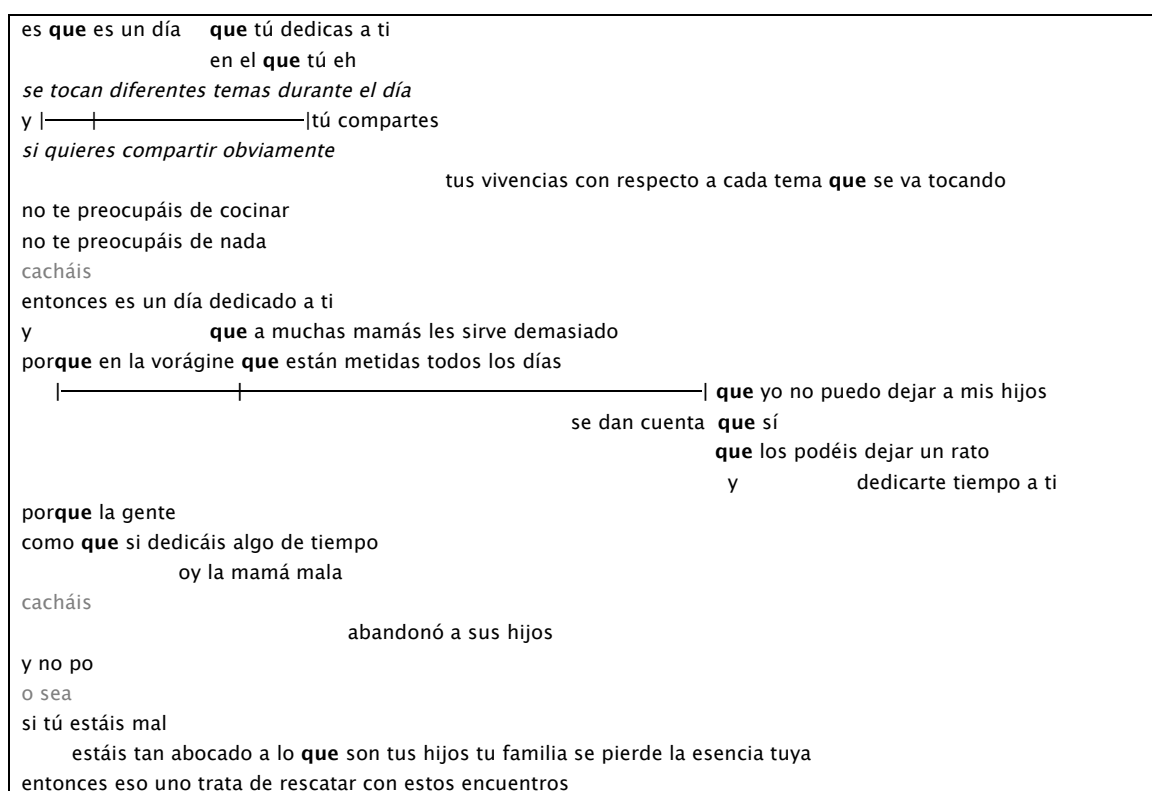 es que es un día que tú dedicas a ti
en el que tú eh
se tocan diferentes temas durante el día
y tú compartes
si quieres compartir obviamente
tus vivencias con respecto a cada tema que se va tocando
no te preocupáis de cocinar
no te preocupáis de nada
cacháis
entonces es un día dedicado a ti
y que a muchas mamás les sirve demasiado
porque en la vorágine que están metidas todos los días
que yo no puedo dejar a mis hijos
se dan cuenta que sí
que los podéis dejar un rato
y dedicarte tiempo a ti
porque la gente
como que si dedicáis algo de tiempo
oy la mamá mala
cacháis
abandonó a sus hijos
y no po
o sea
si tú estáis mal
estáis tan abocado a lo que son tus hijos tu familia se pierde la esencia tuya
entonces eso uno trata de rescatar con estos encuentros